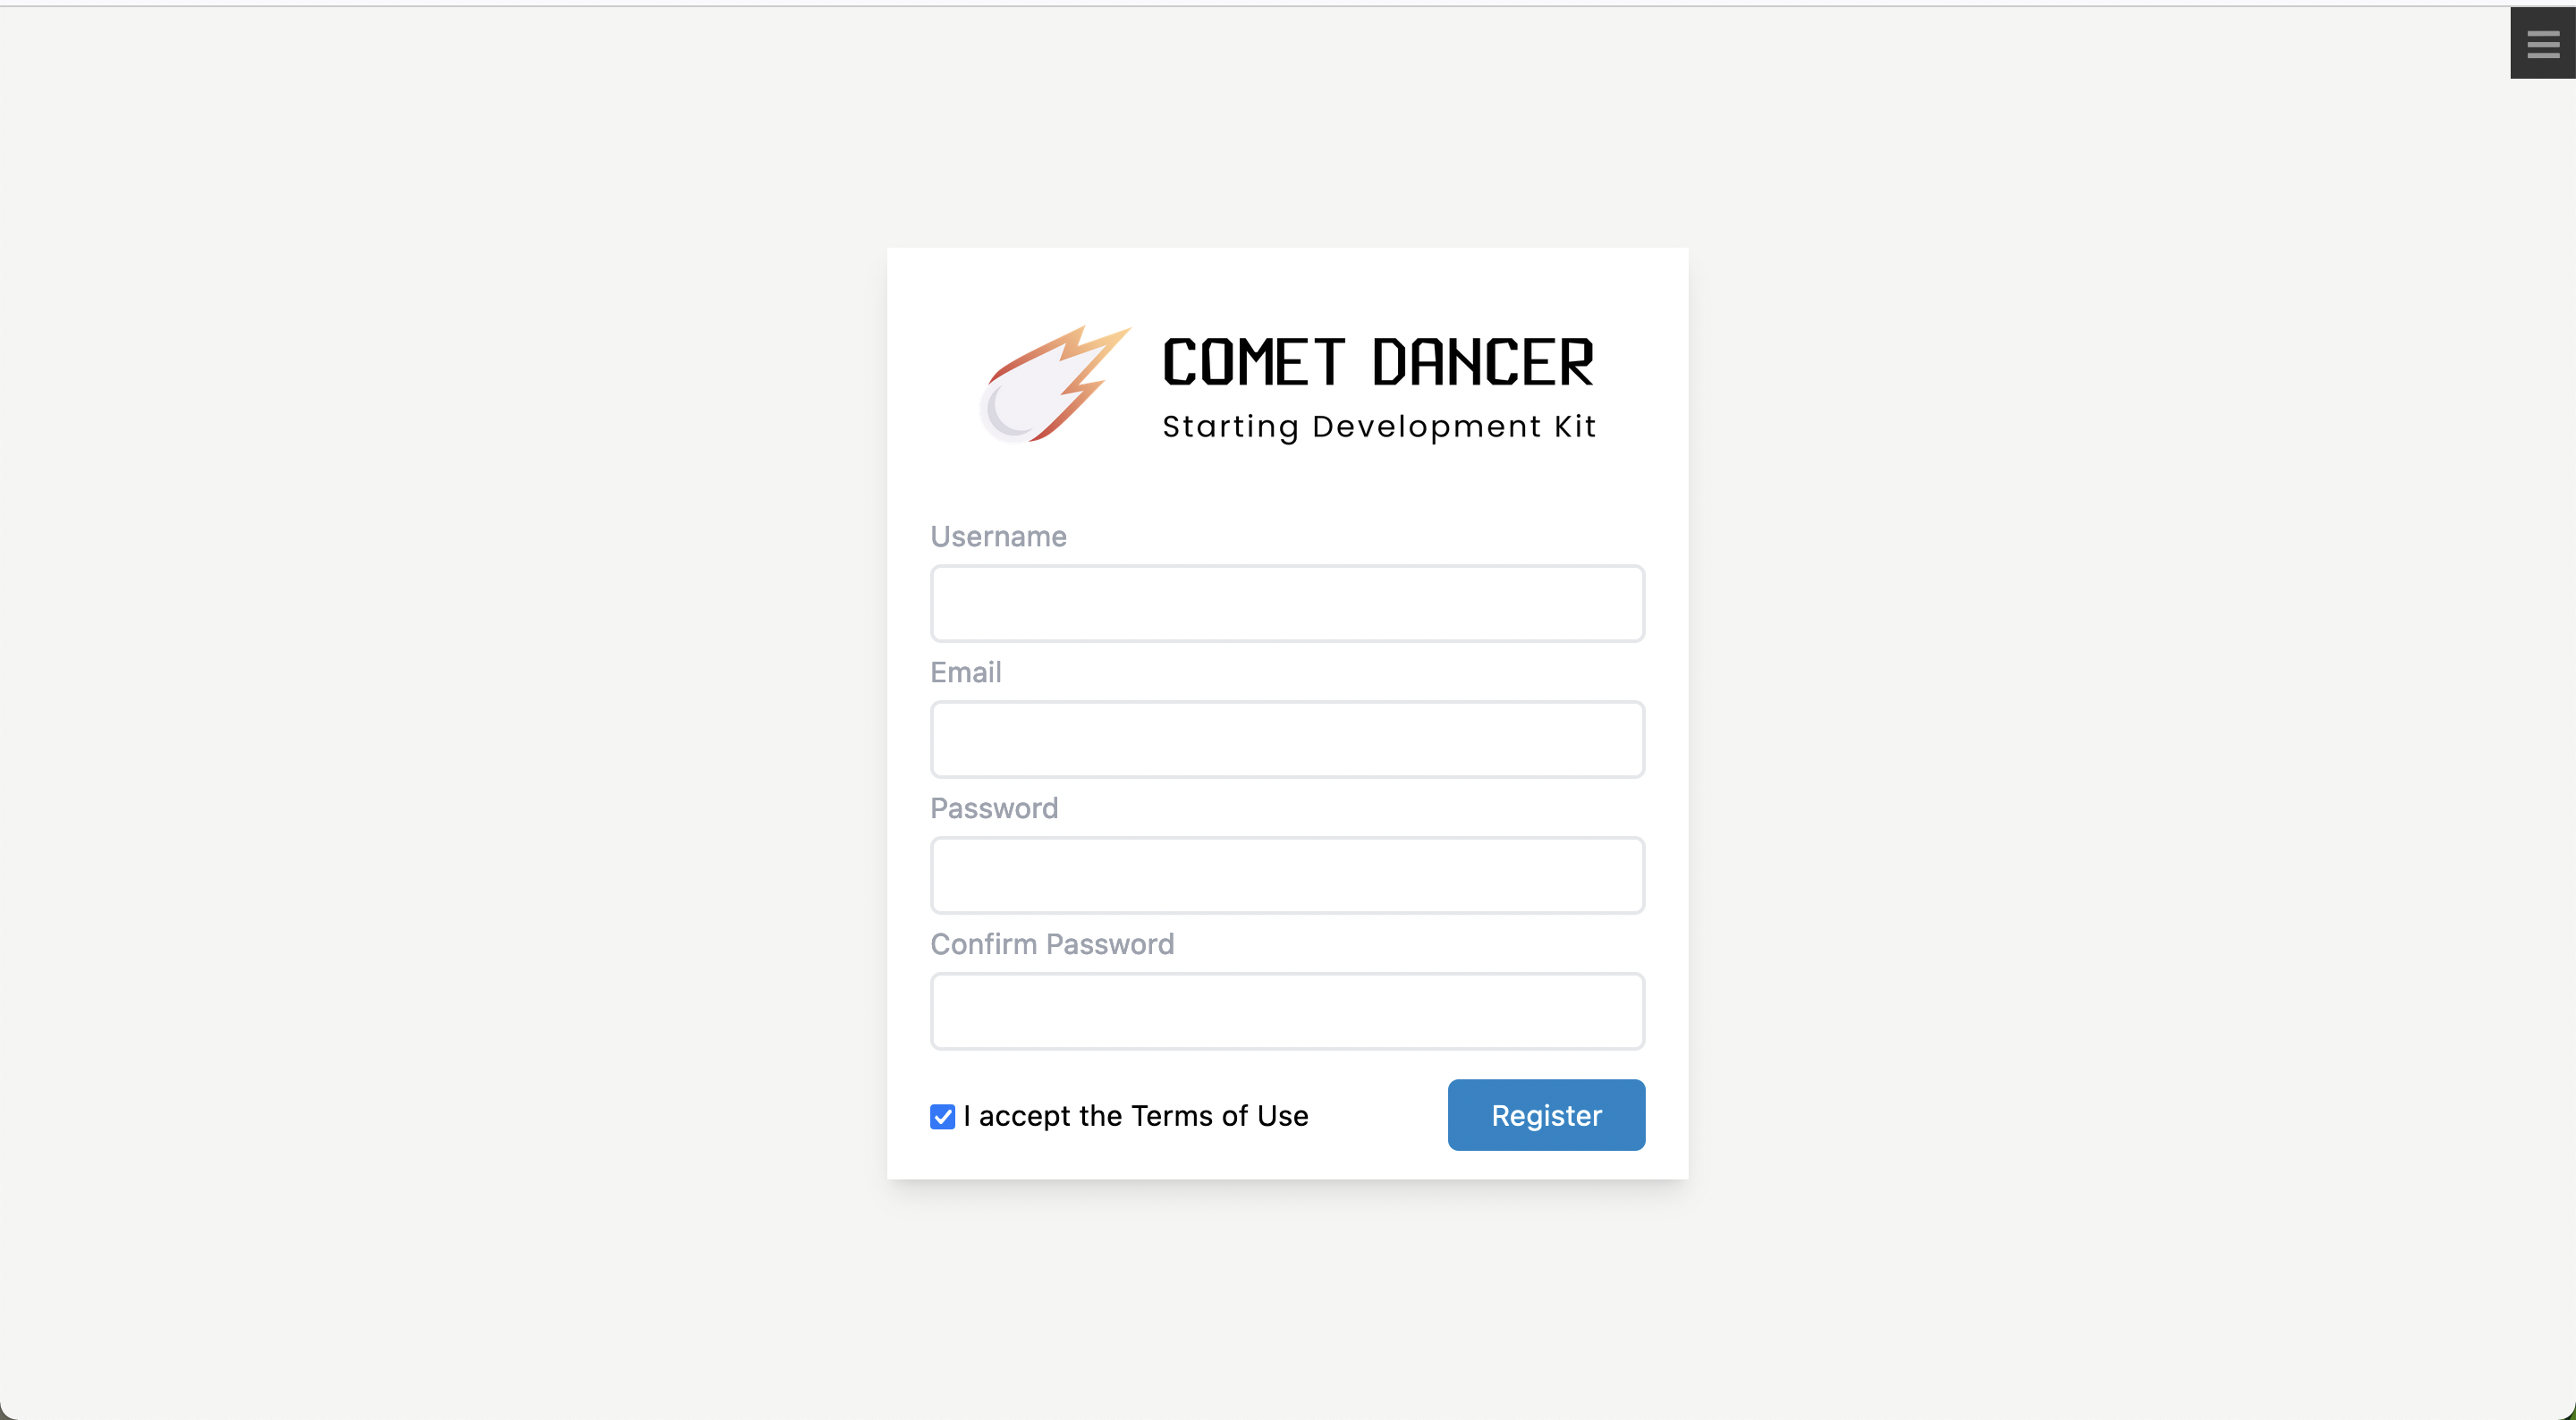 COMET DANCER
Starting Development Kit
Username
Email
Password
Confirm Password
I accept the Terms of Use
Register